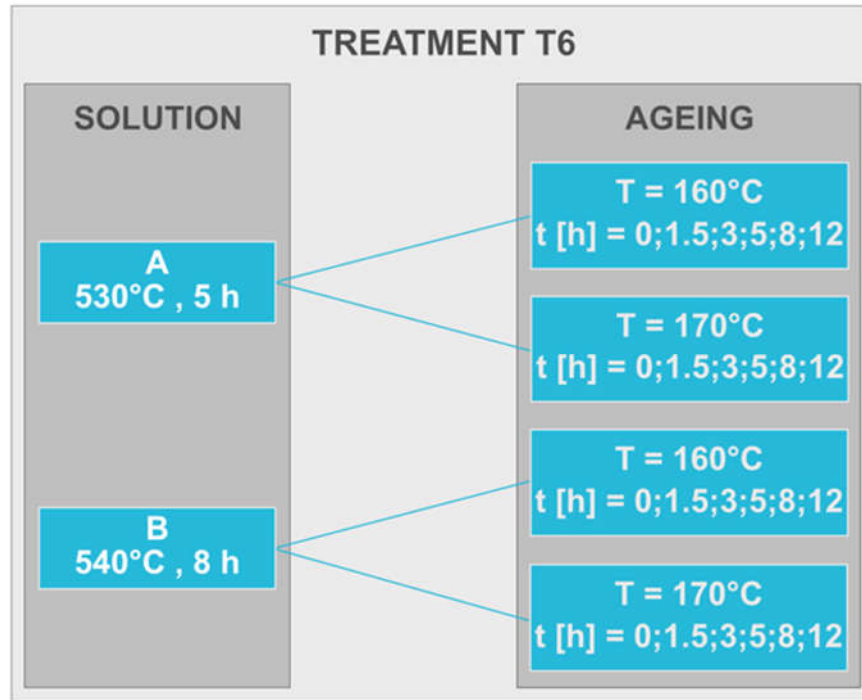 TREATMENT T6
SOLUTION
A
530°C , 5 h
B
540°C , 8 h
AGEING
T = 160°C
t [h] = 0;1.5;3;5;8;12
T = 170°C
t [h] = 0;1.5;3;5;8;12
T = 160°C
t [h] = 0;1.5;3;5;8;12
T = 170°C
t [h] = 0;1.5;3;5;8;12